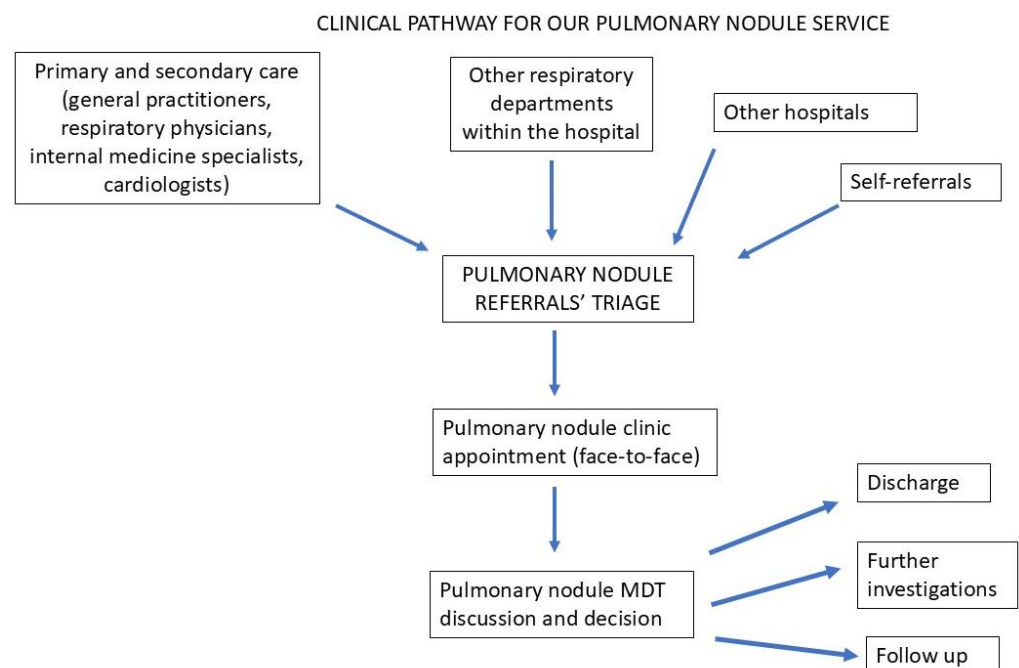 CLINICAL PATHWAY FOR OUR PULMONARY NODULE SERVICE
Primary and secondary care
(general practitioners,
respiratory physicians,
internal medicine specialists,
cardiologists)
Other respiratory
departments
within the hospital
Other hospitals
Self-referrals
PULMONARY NODULE
REFERRALS’ TRIAGE
Pulmonary nodule clinic
appointment (face-to-face)
Pulmonary nodule MDT
discussion and decision
Discharge
Further
investigations
Follow up